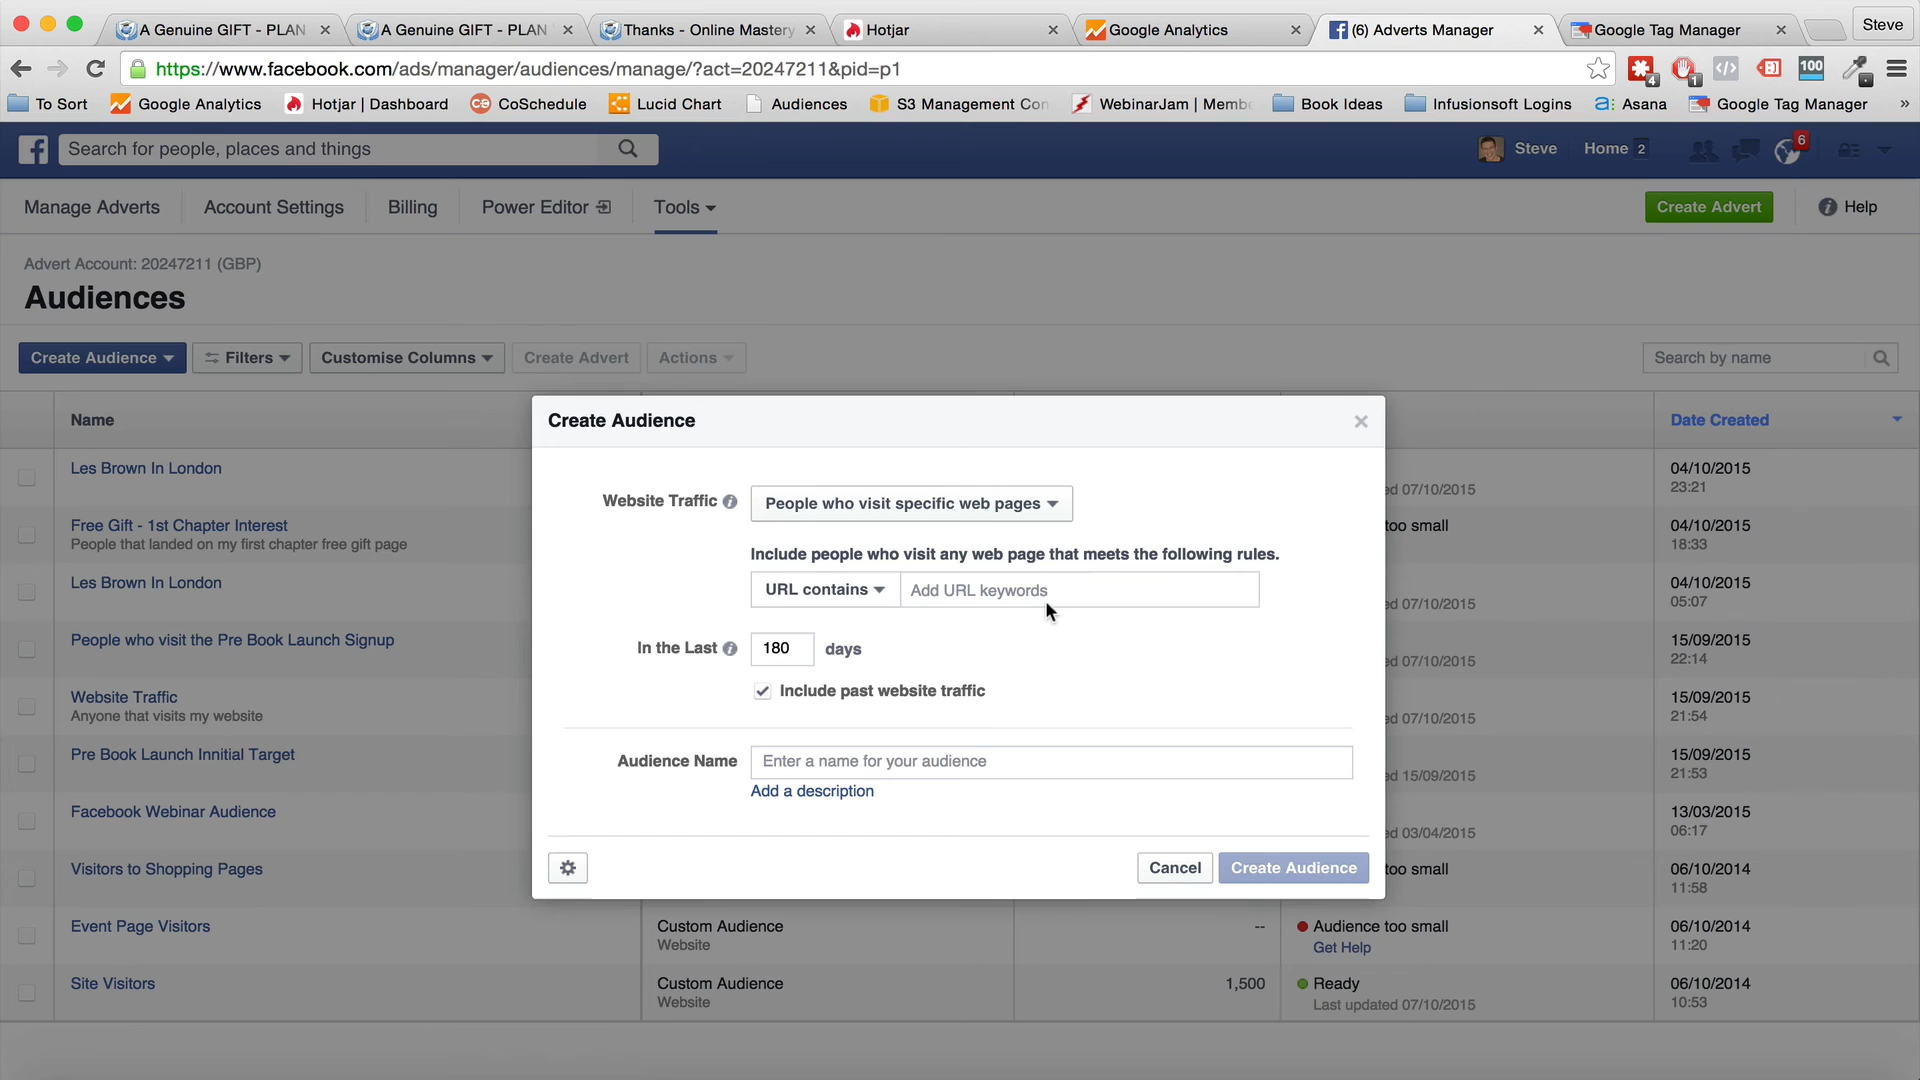 A Genuine GIFT - PLAN
A Genuine GIFT - PLAN
Thanks - Online Mastery
Hotjar
Google Analytics
(6) Adverts Manager
Google Tag Manager
Steve
https://www.facebook.com/ads/manager/audiences/manage/?act=20247211&pid=p1
4
1
100
To Sort
Google Analytics
Hotjar | Dashboard
CoSchedule
Lucid Chart
Audiences
S3 Management Con
WebinarJam | Membe
Book Ideas
Infusionsoft Logins
Asana
Google Tag Manager
»
Search for people, places and things
Steve
Home 2
6
Manage Adverts
Account Settings
Billing
Power Editor
Tools
Create Advert
Help
Advert Account: 20247211 (GBP)
Audiences
Create Audience
Filters
Customise Columns
Create Advert
Actions
Search by name
Name
Date Created
Les Brown In London
ed 07/10/2015
04/10/2015
23:21
Free Gift - 1st Chapter Interest
People that landed on my first chapter free gift page
too small
04/10/2015
18:33
Les Brown In London
ed 07/10/2015
04/10/2015
05:07
People who visit the Pre Book Launch Signup
ed 07/10/2015
15/09/2015
22:14
Website Traffic
Anyone that visits my website
ed 07/10/2015
15/09/2015
21:54
Pre Book Launch Innitial Target
ed 15/09/2015
15/09/2015
21:53
Facebook Webinar Audience
ed 03/04/2015
13/03/2015
06:17
Visitors to Shopping Pages
too small
06/10/2014
11:58
Event Page Visitors
Custom Audience
Website
--
Audience too small
Get Help
06/10/2014
11:20
Site Visitors
Custom Audience
Website
1,500
Ready
Last updated 07/10/2015
06/10/2014
10:53
Create Audience
Website Traffic
People who visit specific web pages
Include people who visit any web page that meets the following rules.
URL contains
Add URL keywords
In the Last
180
days
Include past website traffic
Audience Name
Enter a name for your audience
Add a description
Cancel
Create Audience